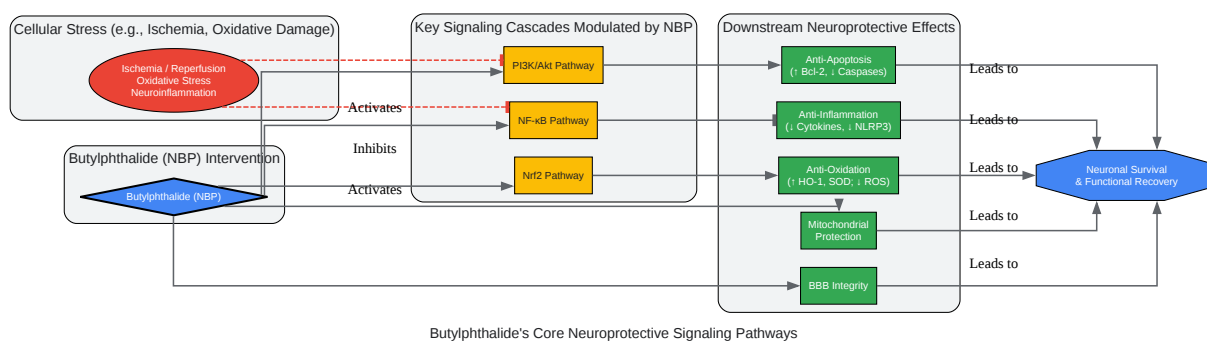 Cellular Stress (e.g., Ischemia, Oxidative Damage)
Ischemia / Reperfusion
Oxidative Stress
Neuroinflammation
Butylphthalide (NBP) Intervention
Butylphthalide (NBP)
Activates
Inhibits
Activates
Key Signaling Cascades Modulated by NBP
PI3K/Akt Pathway
NF-κB Pathway
Nrf2 Pathway
Downstream Neuroprotective Effects
Anti-Apoptosis
(↑ Bcl-2, ↓ Caspases)
Anti-Inflammation
(↓ Cytokines, ↓ NLRP3)
Anti-Oxidation
(↑ HO-1, SOD; ↓ ROS)
Mitochondrial
Protection
BBB Integrity
Leads to
Leads to
Leads to
Leads to
Leads to
Neuronal Survival
& Functional Recovery
Butylphthalide's Core Neuroprotective Signaling Pathways